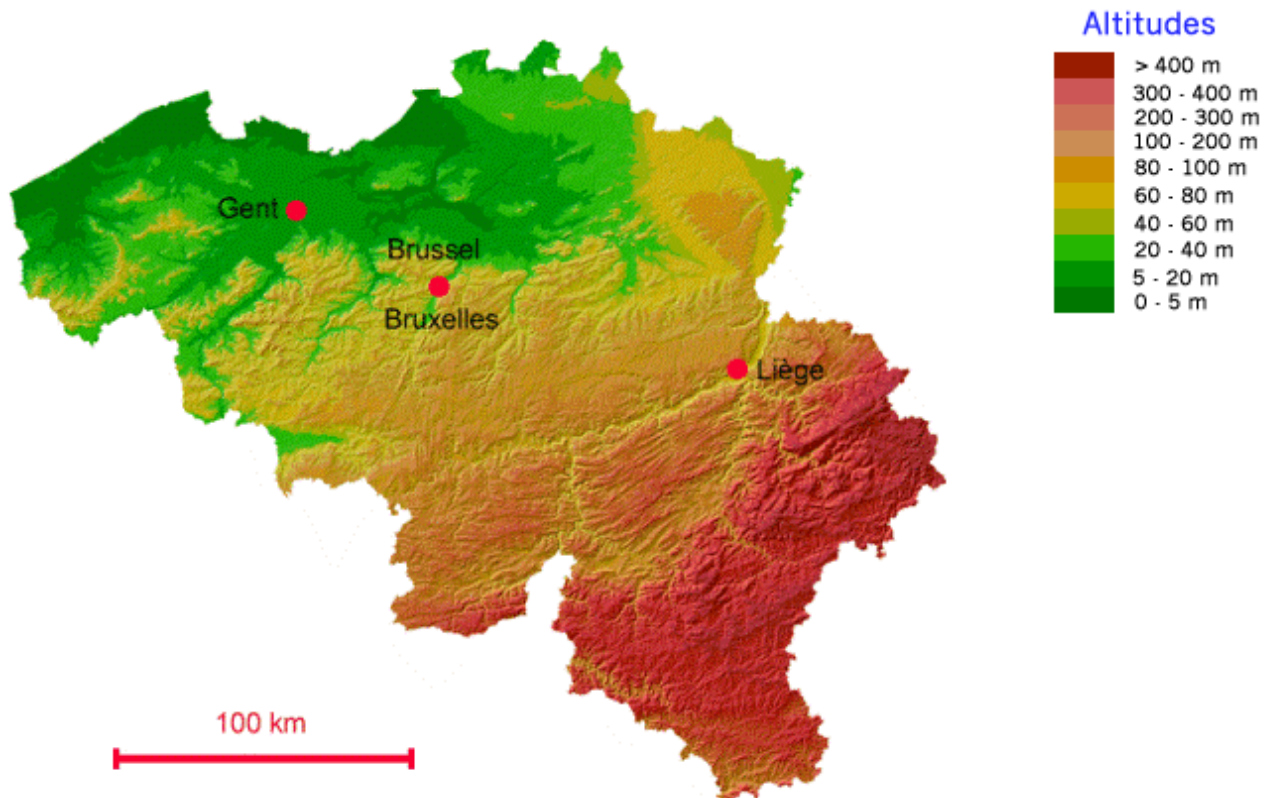 Altitudes
> 400 m
300 - 400 m
200 - 300 m
100 - 200 m
80 - 100 m
60 - 80 m
40 - 60 m
20 - 40 m
5 - 20 m
0 - 5 m
Gent
Brussel
Bruxelles
Liège
100 km